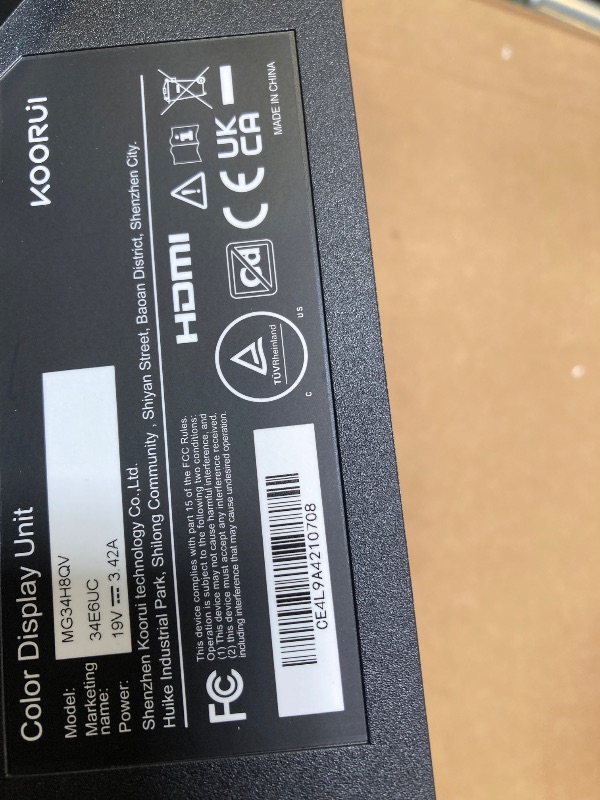 Color Display Unit
KOORUI
Model: MG34H8QV
Marketing name: 34E6UC
Power: 19V ⎓ 3.42A
Shenzhen Koorui technology Co.,Ltd.
Huike Industrial Park, Shilong Community , Shiyan Street, Baoan District, Shenzhen City.
FC
This device complies with part 15 of the FCC Rules.
Operation is subject to the following two conditions:
(1) This device may not cause harmful interference, and
(2) this device must accept any interference received,
including interference that may cause undesired operation.
HDMI
CE4L9A4210708
C
TÜVRheinland
US
Cd
CE
UK
CA
MADE IN CHINA